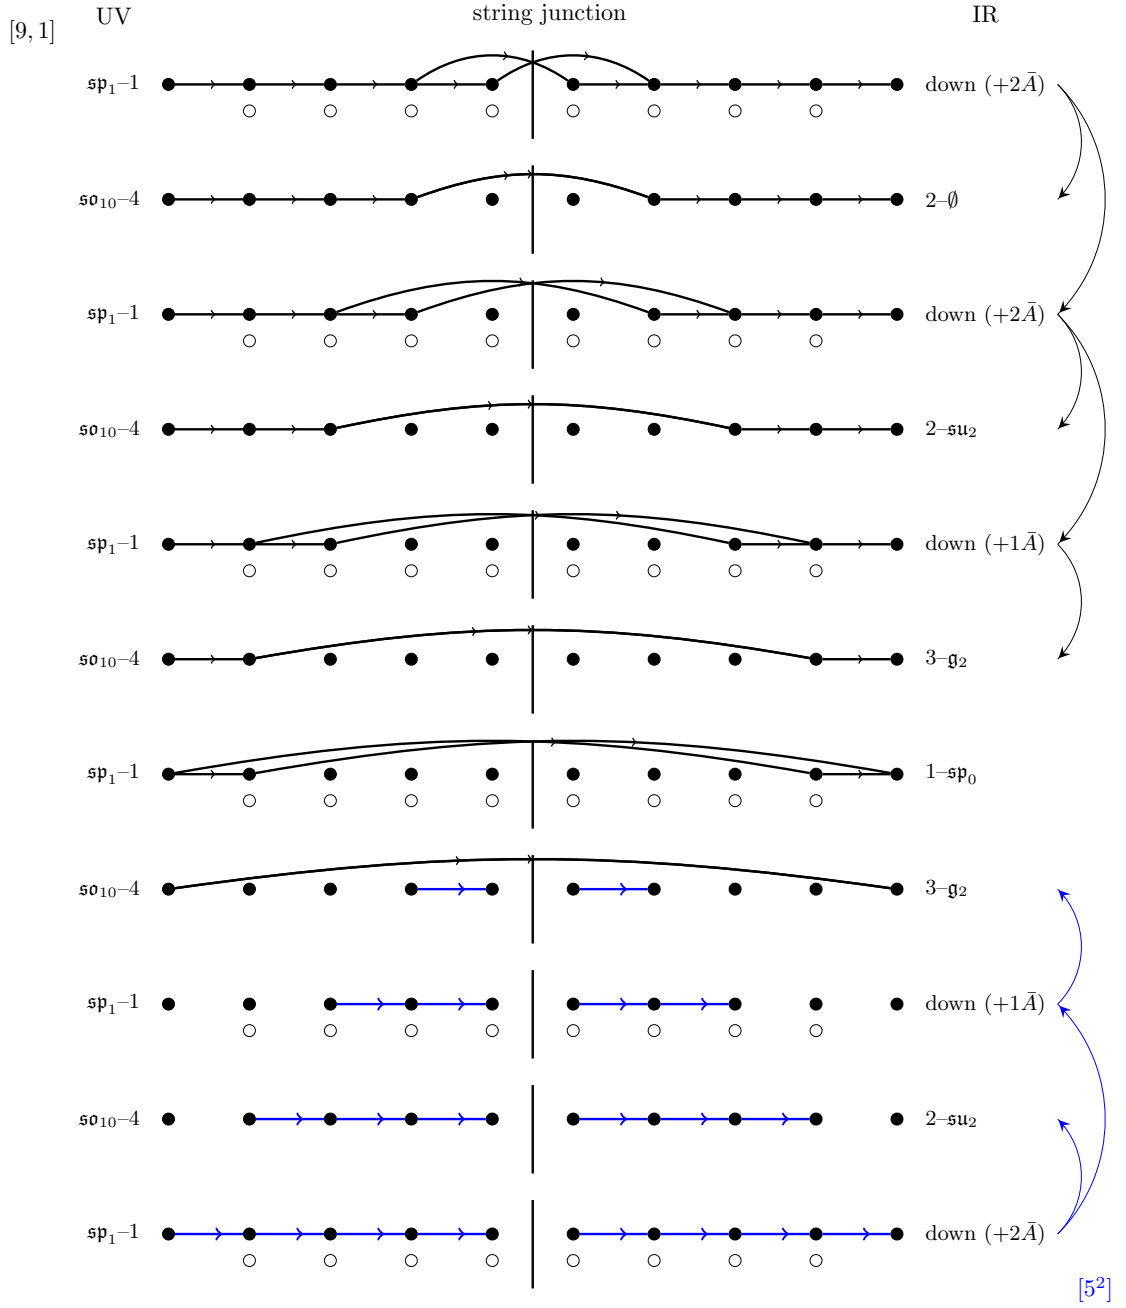 UV string junction IR
[9, 1]
𝔰𝔭₁–1 down (+2Ā)
𝔰𝔬₁₀–4 2–∅
𝔰𝔭₁–1 down (+2Ā)
𝔰𝔬₁₀–4 2–𝔰𝔲₂
𝔰𝔭₁–1 down (+1Ā)
𝔰𝔬₁₀–4 3–𝔤₂
𝔰𝔭₁–1 1–𝔰𝔭₀
𝔰𝔬₁₀–4 3–𝔤₂
𝔰𝔭₁–1 down (+1Ā)
𝔰𝔬₁₀–4 2–𝔰𝔲₂
𝔰𝔭₁–1 down (+2Ā)
[5²]